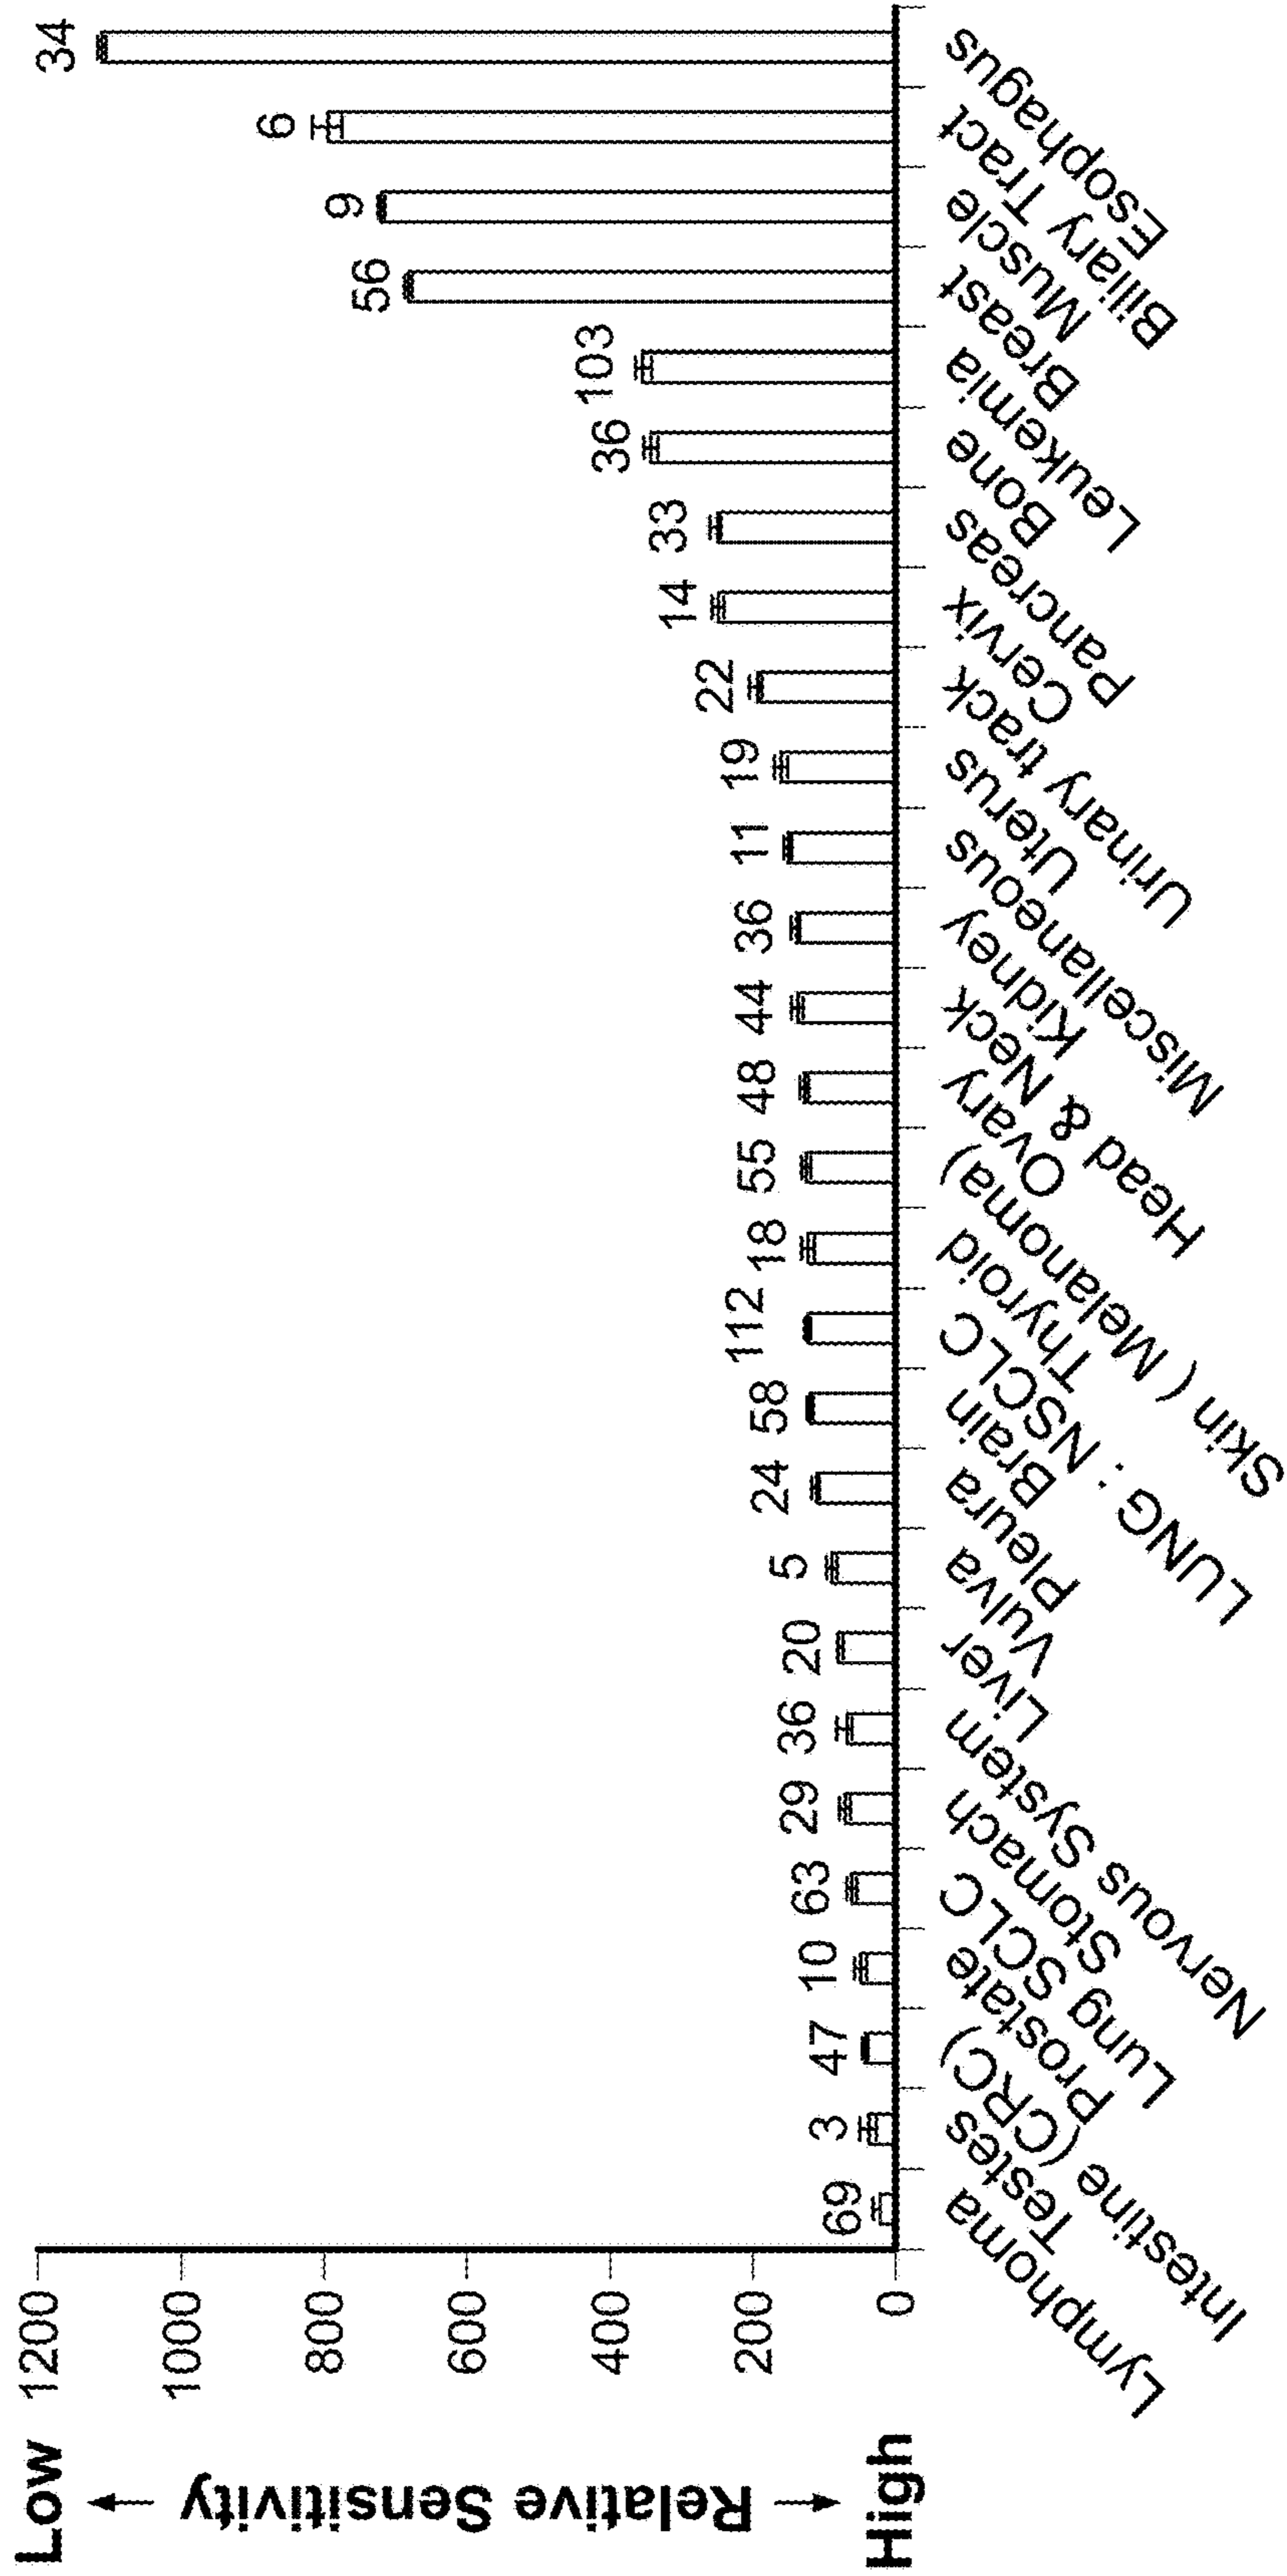 Low
Relative Sensitivity
High
1200
1000
800
600
400
200
0
69
3
47
10
63
29
36
20
5
24
58
112
18
55
48
44
36
11
19
22
14
33
36
103
56
9
6
34
Lymphoma
Testes
Intestine (CRC)
Prostate
Lung SCLC
Stomach
Nervous System
Liver
Vulva
Pleura
Brain
LUNG : NSCLC
Thyroid
Skin ( Melanoma)
Ovary
Head & Neck
Kidney
Miscellaneous
Uterus
Urinary track
Cervix
Pancreas
Bone
Leukemia
Breast
Muscle
Biliary Tract
Esophagus